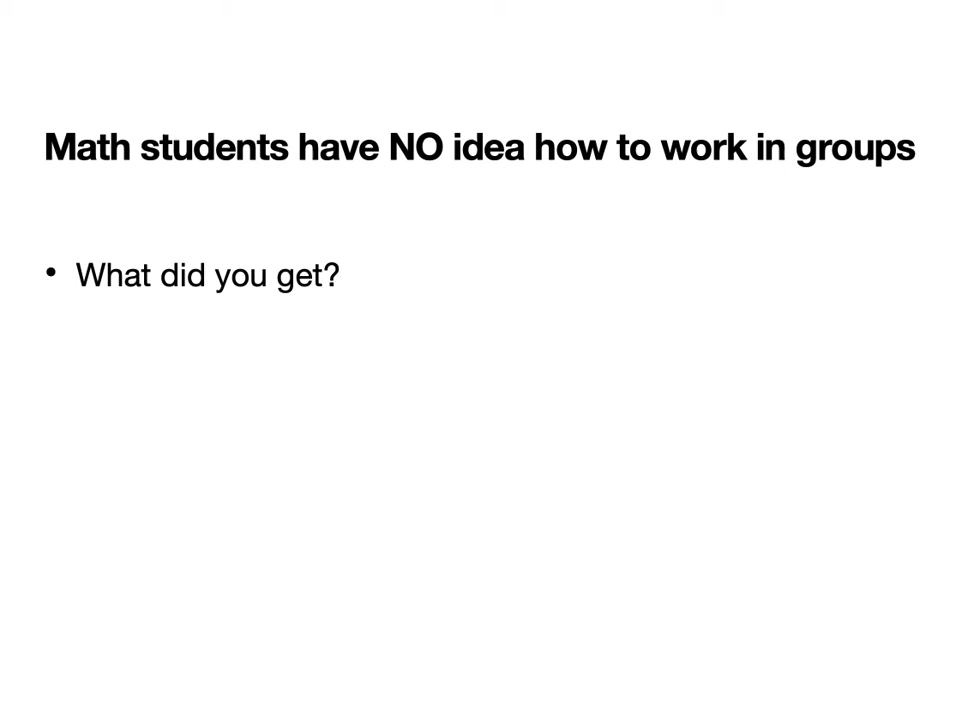 Math students have NO idea how to work in groups
• What did you get?